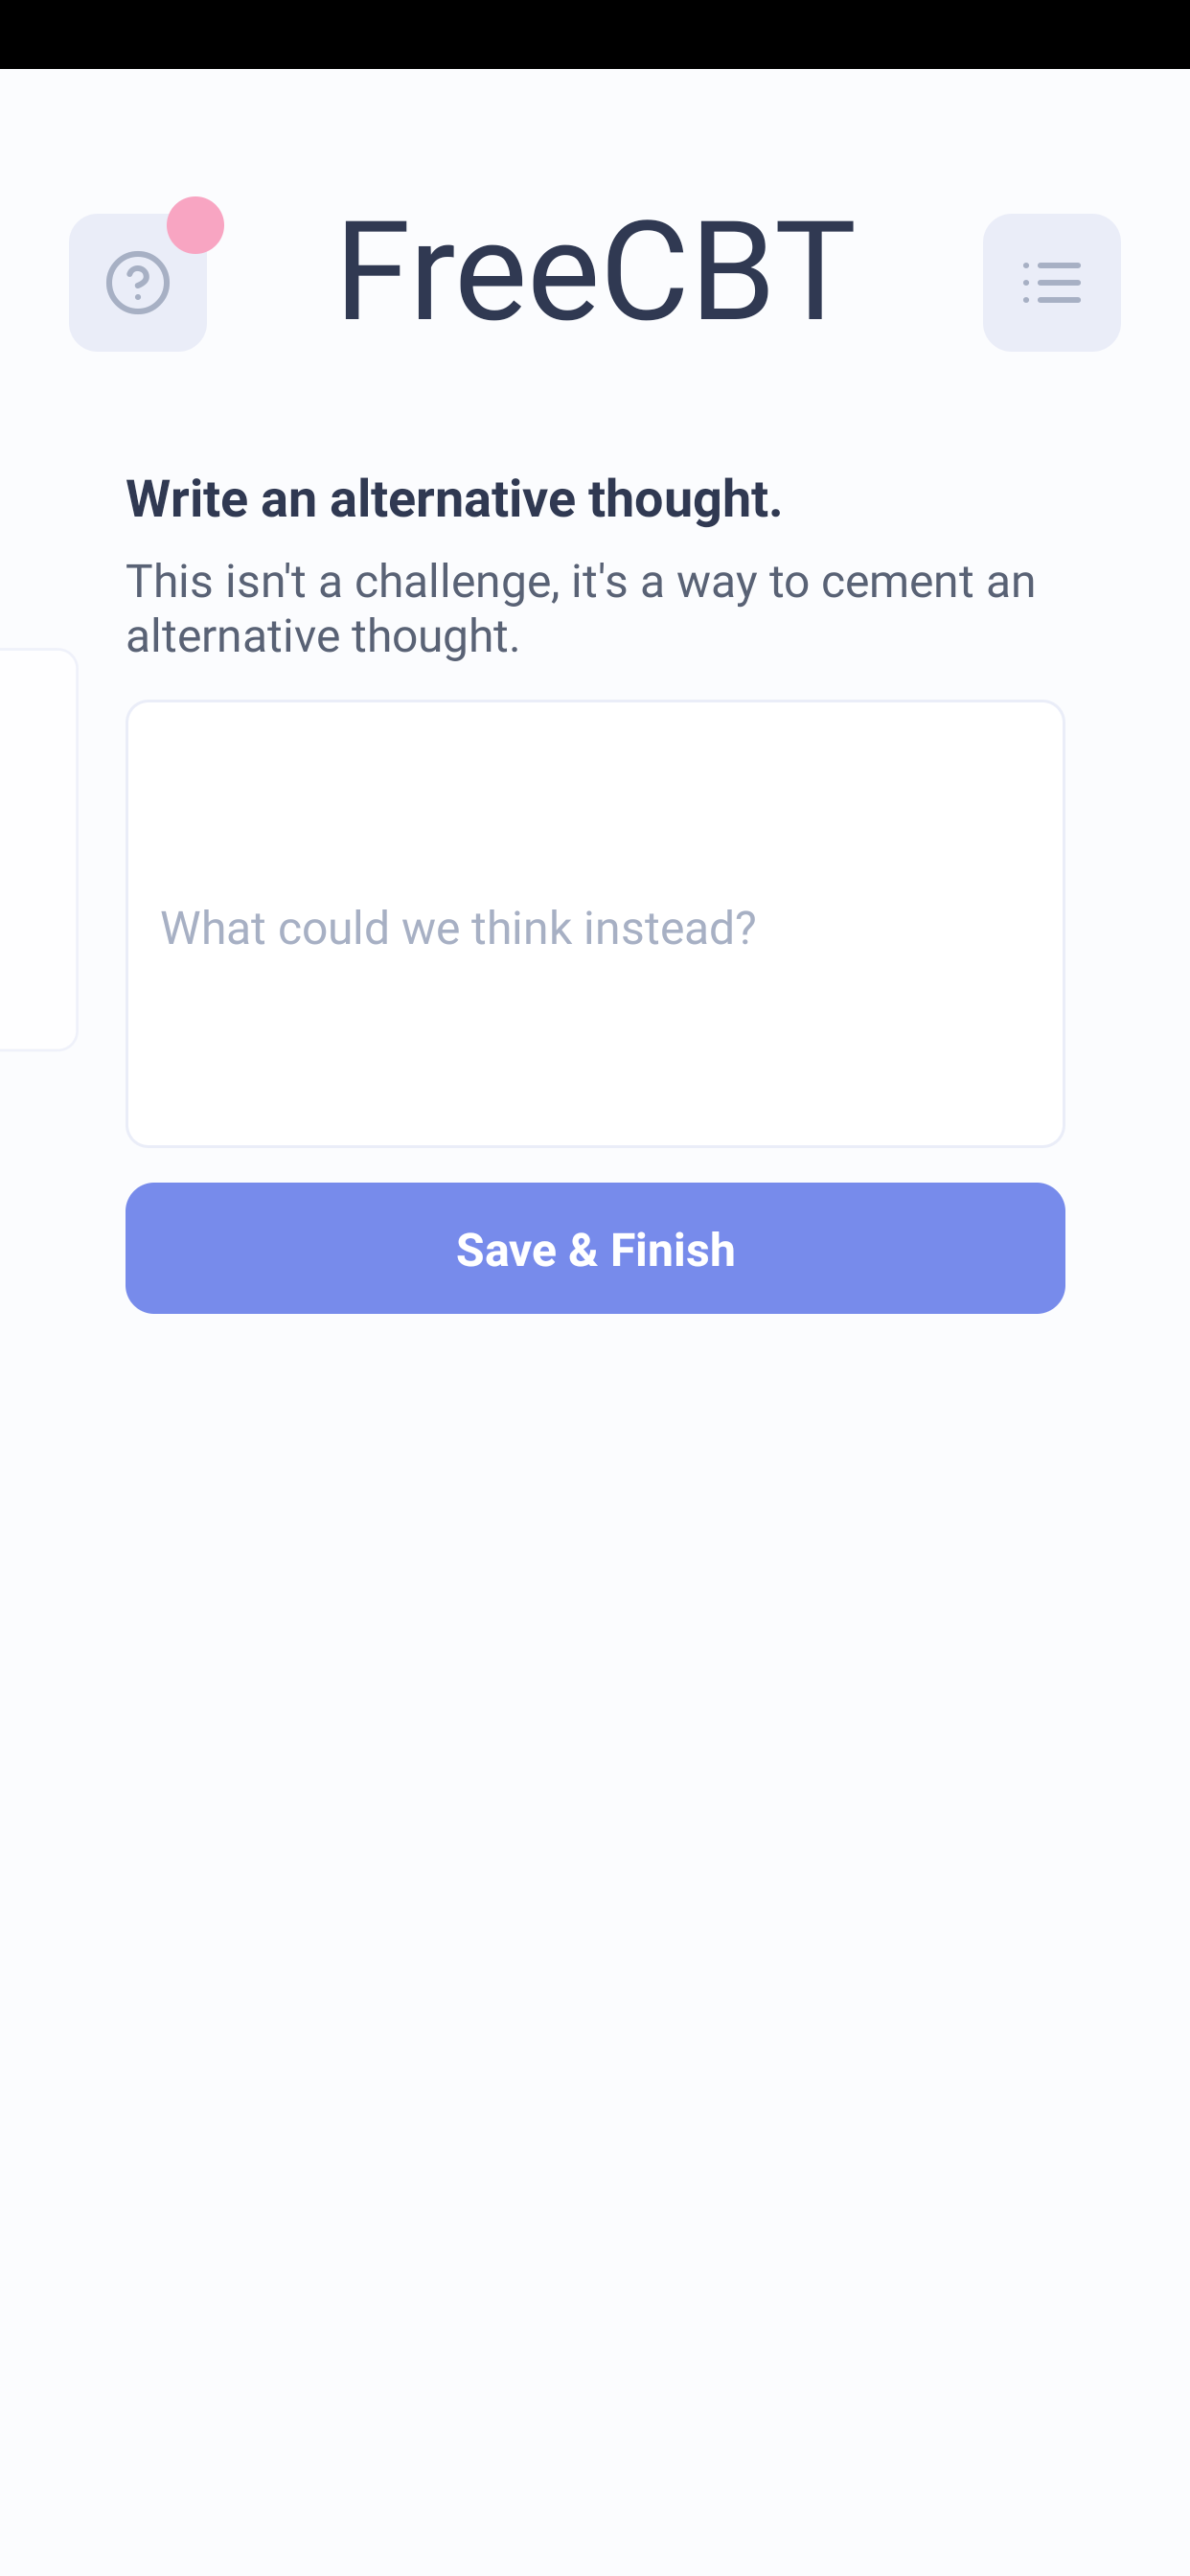 FreeCBT
Write an alternative thought.
This isn't a challenge, it's a way to cement an
alternative thought.
What could we think instead?
Save & Finish